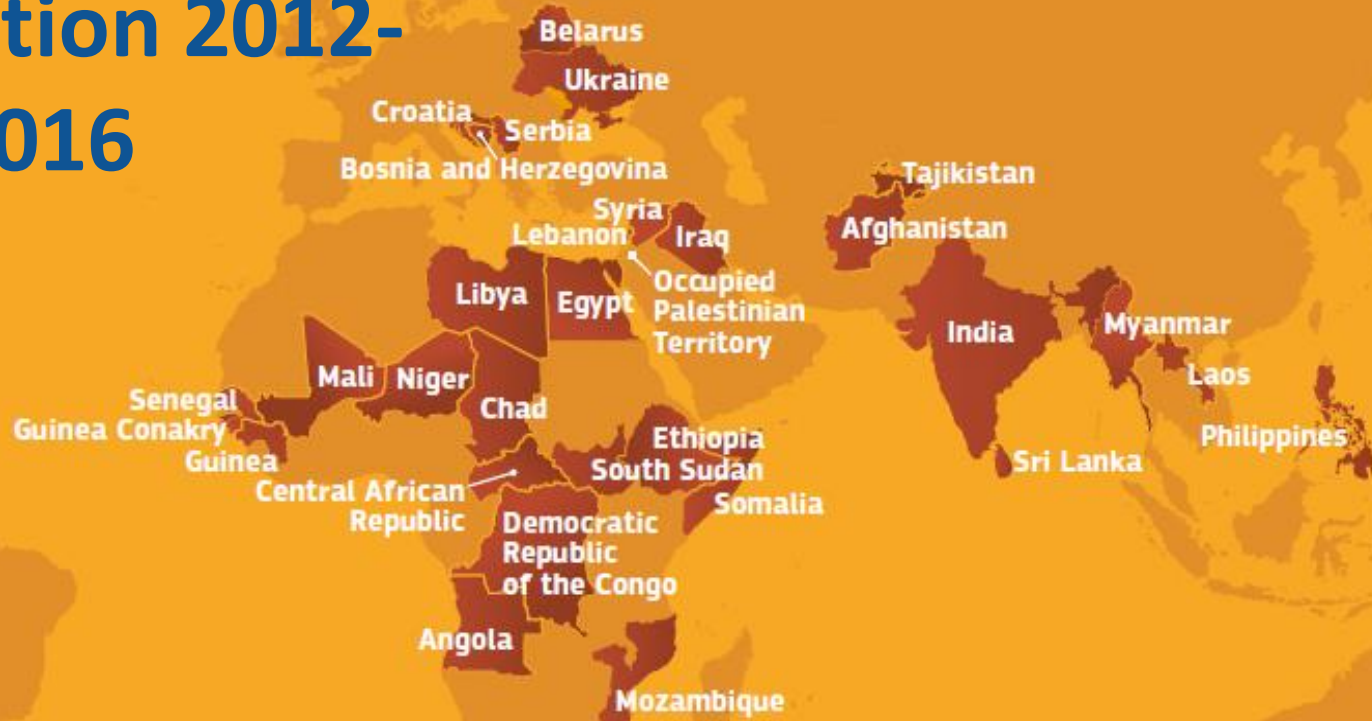 tion 2012-
016
Belarus
Ukraine
Croatia
Serbia
Bosnia and Herzegovina
Tajikistan
Syria
Afghanistan
Lebanon
Iraq
Occupied
Palestinian
Territory
Libya
Egypt
India
Myanmar
Mali
Niger
Laos
Senegal
Chad
Guinea Conakry
Philippines
Ethiopia
Guinea
South Sudan
Sri Lanka
Central African
Republic
Somalia
Democratic
Republic
of the Congo
Angola
Mozambique